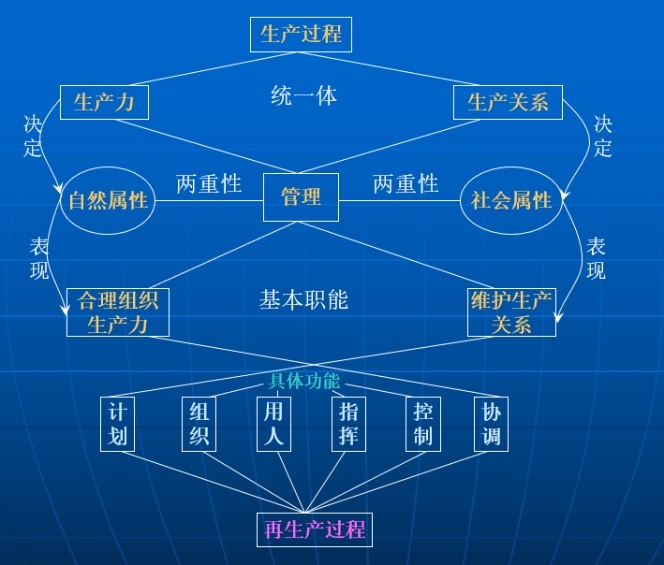 生产过程
生产力
统一体
生产关系
决定
决定
自然属性
两重性
管理
两重性
社会属性
表现
表现
合理组织
生产力
基本职能
维护生产
关系
具体功能
计划
组织
用人
指挥
控制
协调
再生产过程